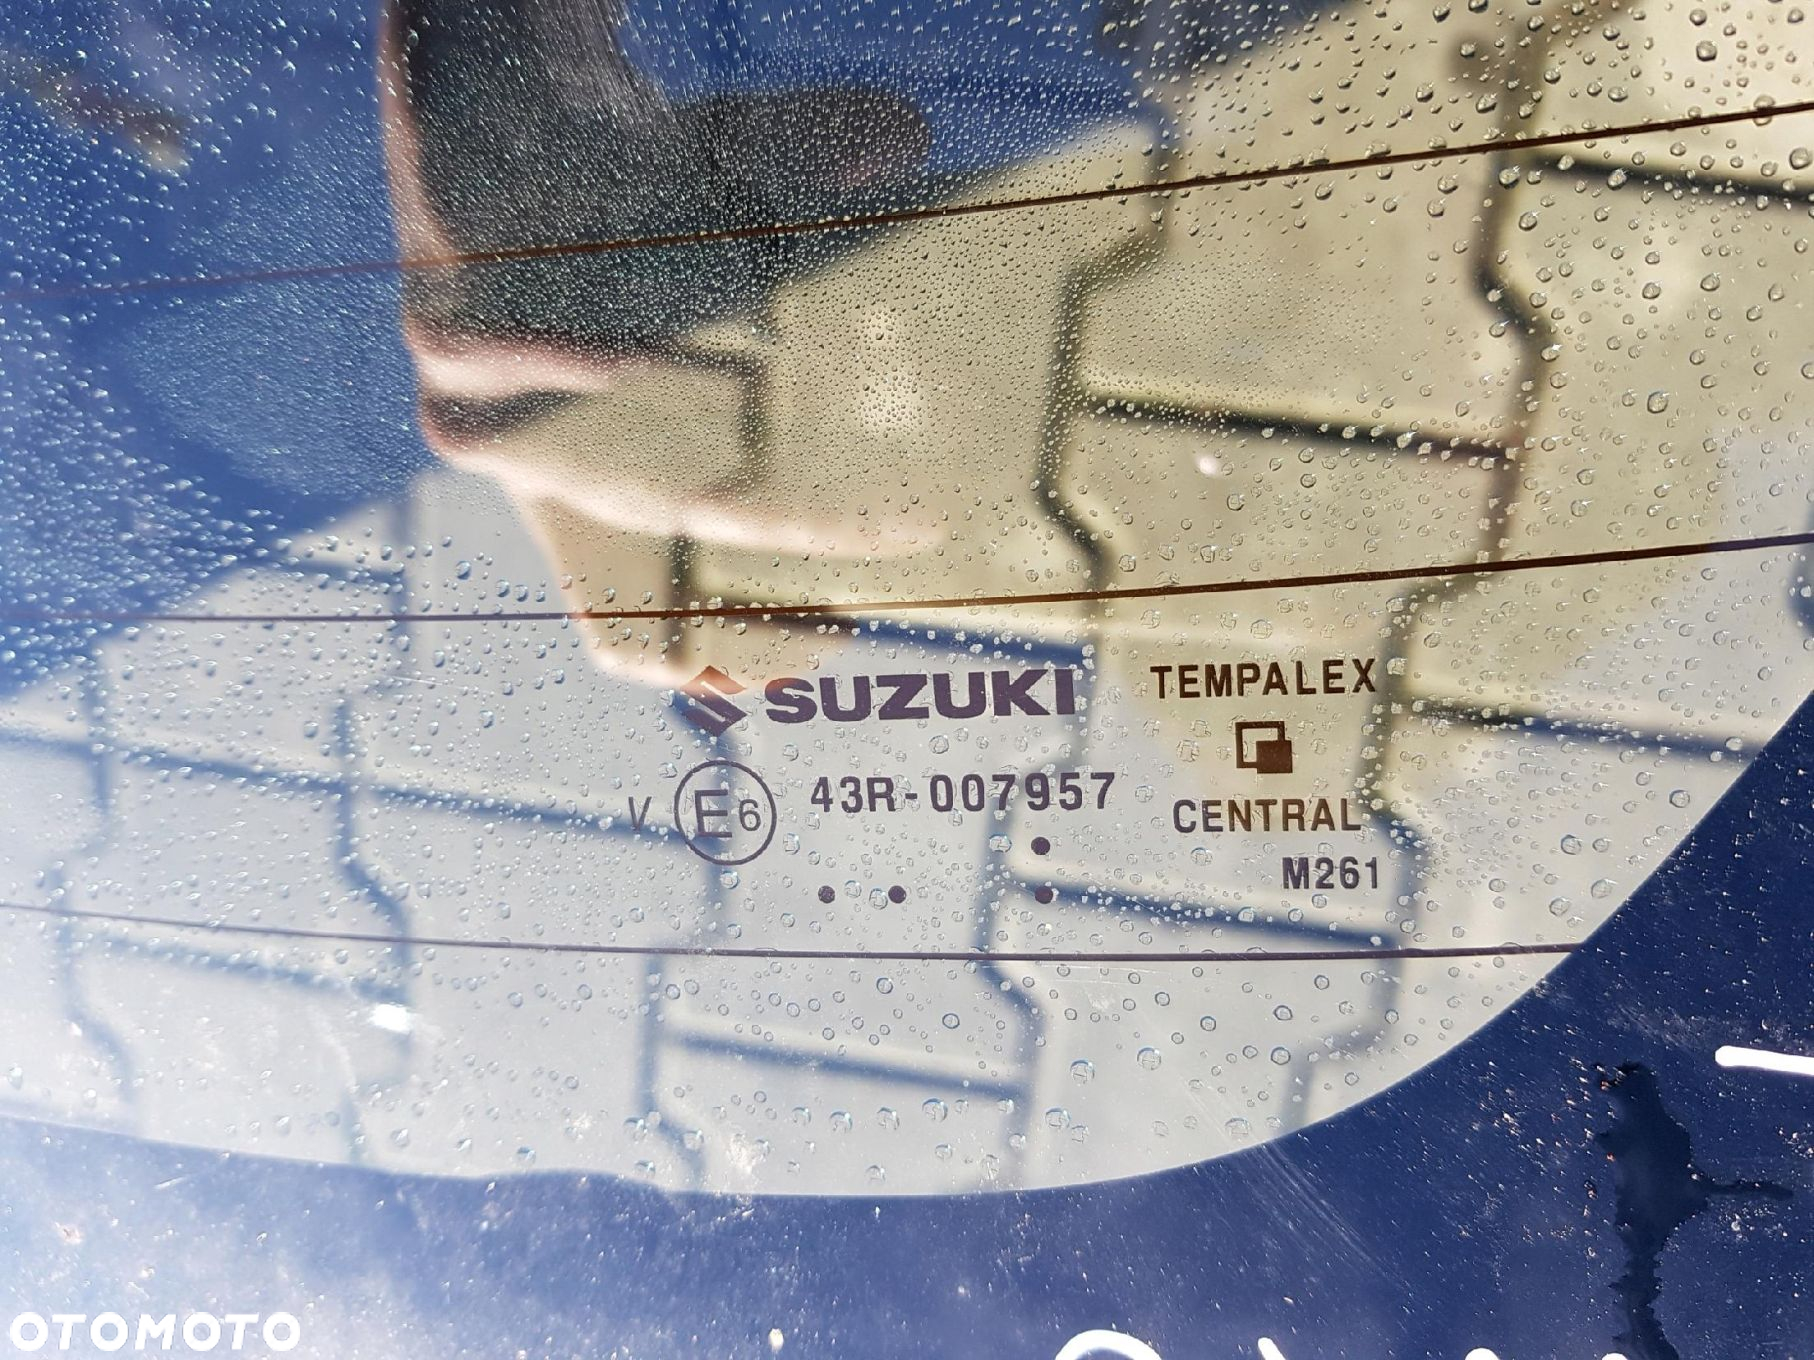 SUZUKI
TEMPALEX
V E6 43R-007957
CENTRAL
M261
OTOMOTO